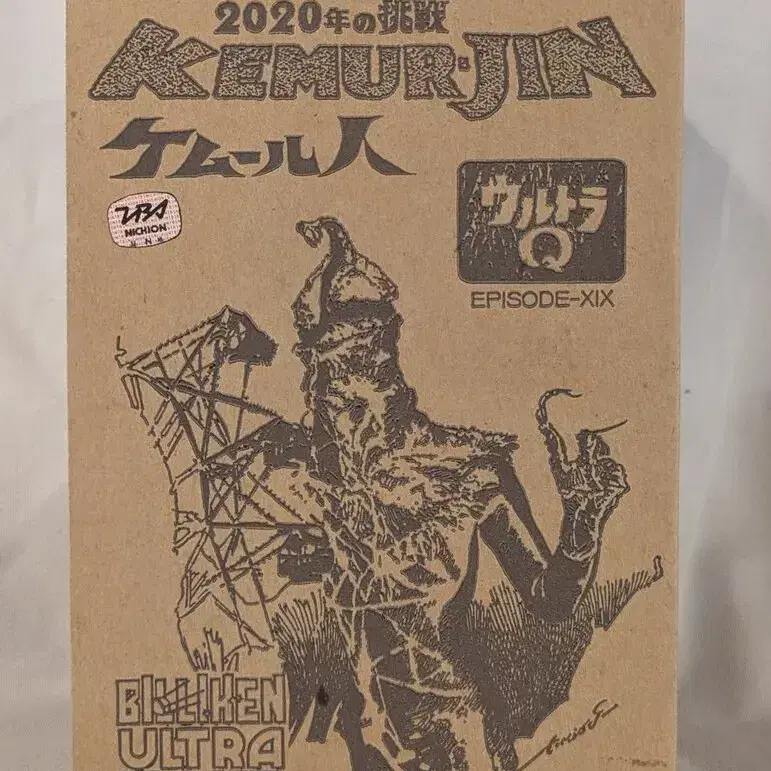 2020年の挑戦
KEMUR·JIN
ケムール人
NICHION
ウルトラ
Q
EPISODE-XIX
BILLIKEN
ULTRA